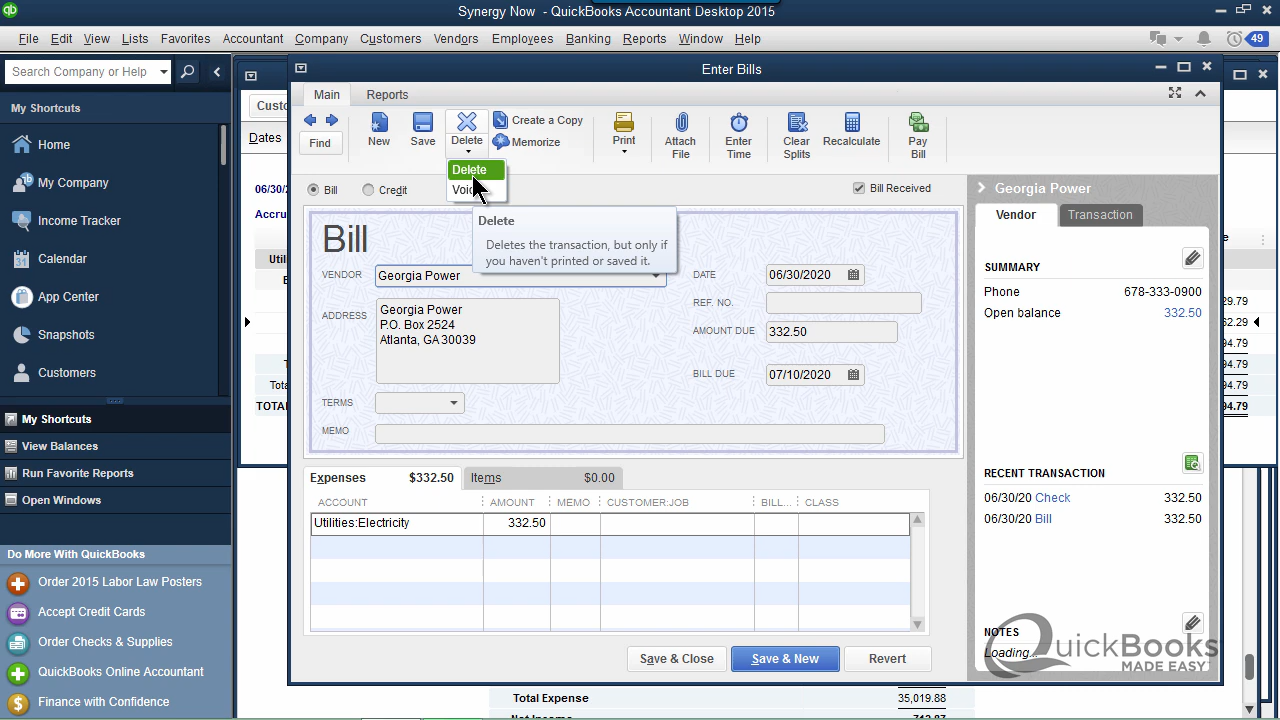 Synergy Now - QuickBooks Accountant Desktop 2015
File Edit View Lists Favorites Accountant Company Customers Vendors Employees Banking Reports Window Help
49
Search Company or Help
My Shortcuts
Home
My Company
Income Tracker
Calendar
App Center
Snapshots
Customers
My Shortcuts
View Balances
Run Favorite Reports
Open Windows
Do More With QuickBooks
Order 2015 Labor Law Posters
Accept Credit Cards
Order Checks & Supplies
QuickBooks Online Accountant
Finance with Confidence
Dates
06/30/
Enter Bills
Main Reports
Find
New
Save
Delete
Create a Copy
Memorize
Print
Attach File
Enter Time
Clear Splits
Recalculate
Pay Bill
Delete
Bill Credit
Bill Received
Delete
Deletes the transaction, but only if
you haven't printed or saved it.
Bill
VENDOR Georgia Power
ADDRESS
Georgia Power
P.O. Box 2524
Atlanta, GA 30039
TERMS
MEMO
DATE 06/30/2020
REF. NO.
AMOUNT DUE 332.50
BILL DUE 07/10/2020
Expenses $332.50 Items $0.00
ACCOUNT AMOUNT MEMO CUSTOMER:JOB BILL... CLASS
Utilities:Electricity 332.50
Save & Close Save & New Revert
Georgia Power
Vendor Transaction
SUMMARY
Phone 678-333-0900
Open balance 332.50
RECENT TRANSACTION
06/30/20 Check 332.50
06/30/20 Bill 332.50
NOTES
Loading...
QuickBooks
MADE EASY™
Total Expense 35,019.88